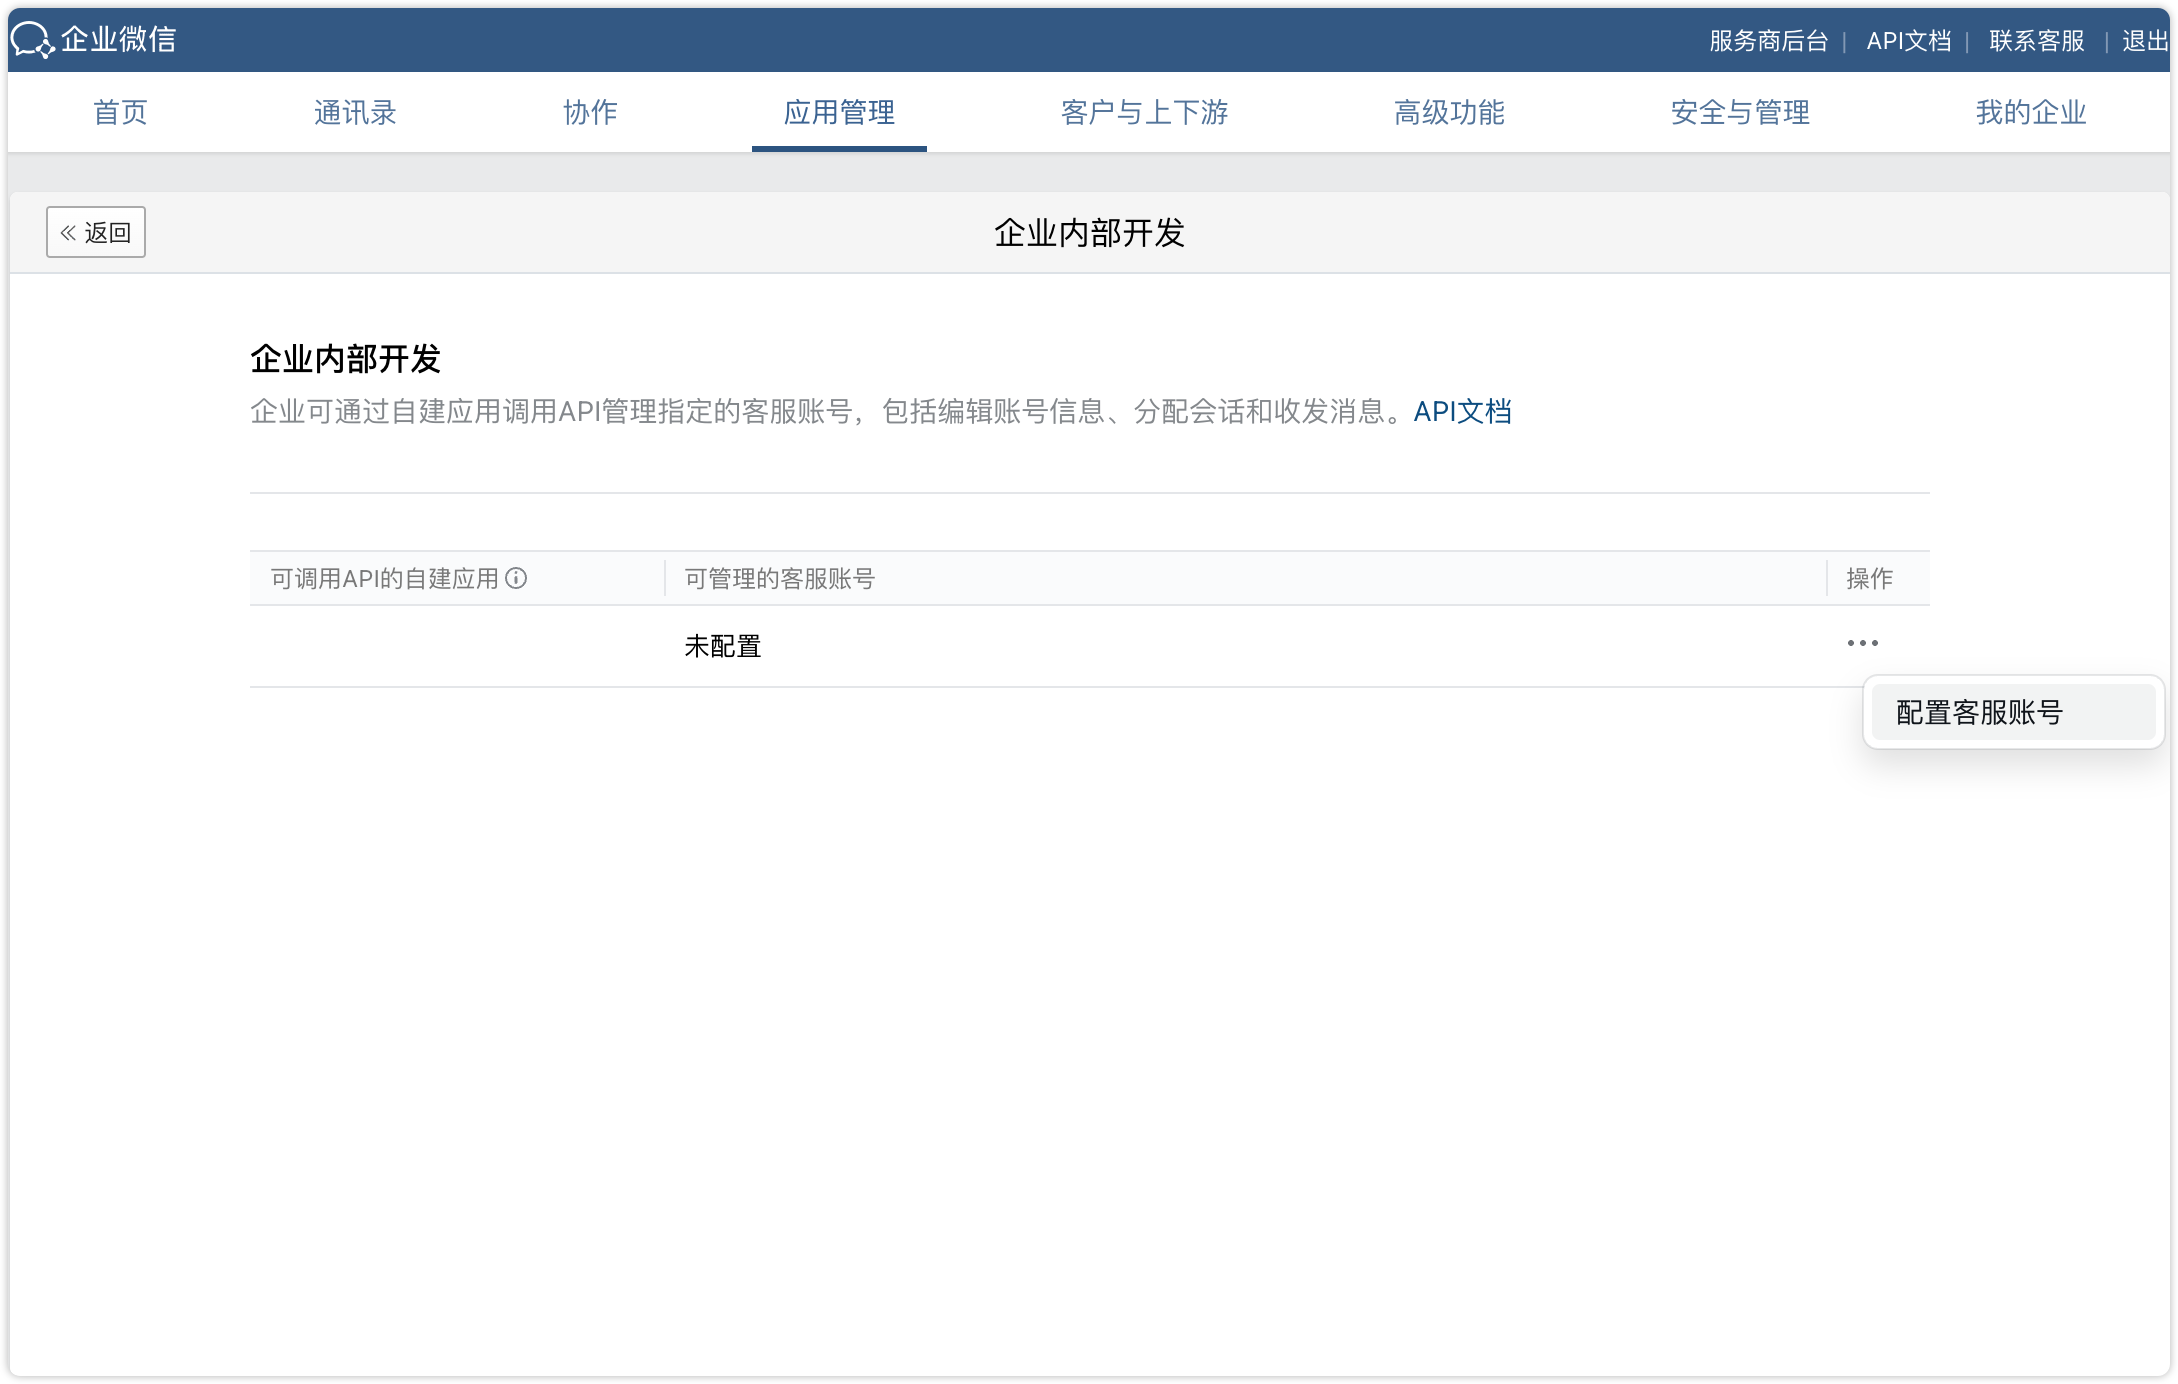 企业微信
服务商后台 | API文档 | 联系客服 | 退出
首页 通讯录 协作 应用管理 客户与上下游 高级功能 安全与管理 我的企业
« 返回
企业内部开发
企业内部开发
企业可通过自建应用调用API管理指定的客服账号，包括编辑账号信息、分配会话和收发消息。API文档
可调用API的自建应用 可管理的客服账号 操作
未配置 •••
配置客服账号